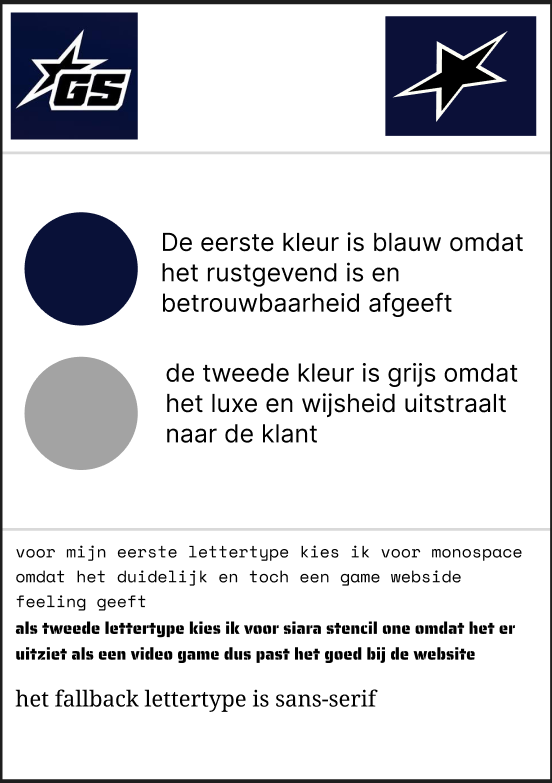 GS
De eerste kleur is blauw omdat
het rustgevend is en
betrouwbaarheid afgeeft
de tweede kleur is grijs omdat
het luxe en wijsheid uitstraalt
naar de klant
voor mijn eerste lettertype kies ik voor monospace
omdat het duidelijk en toch een game webside
feeling geeft
als tweede lettertype kies ik voor siara stencil one omdat het er
uitziet als een video game dus past het goed bij de website
het fallback lettertype is sans-serif